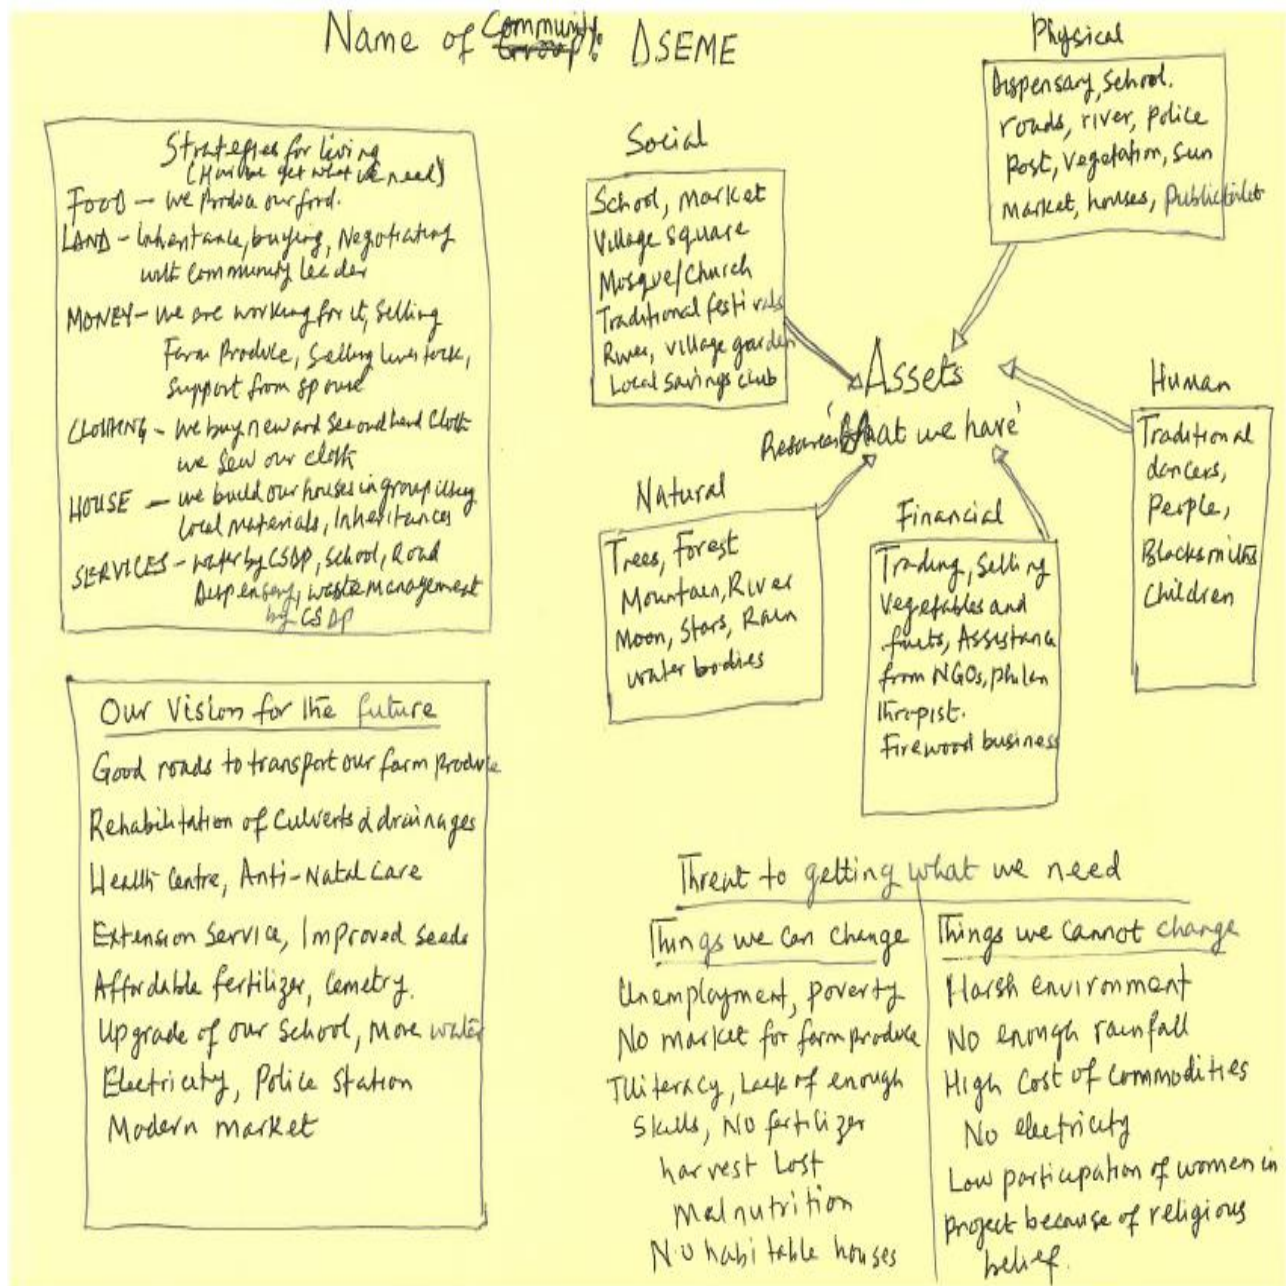 Name of Community: ASEME
Strategies for living
(How we get what we need)
FOOD - We produce our food.
LAND - Inheritance, buying, Negotiating
with Community Leader
MONEY - We are working for it, Selling
Farm Produce, Selling livestock,
Support from spouse
CLOTHING - We buy new and Second hand Cloth
we sew our cloth
HOUSE - we build our houses in group using
Local materials, Inheritances
SERVICES - water by CSDP, School, Road
Dispensary, waste management
by CSDP
Our Vision for the future
Good roads to transport our farm produce
Rehabilitation of Culverts & drainages
Health Centre, Anti-Natal Care
Extension Service, Improved seeds
Affordable fertilizer, Cemetry.
Upgrade of our School, More water
Electricity, Police Station
Modern market
Social
School, market
Village square
Mosque/Church
Traditional festivals
River, village garden
Local savings club
Physical
Dispensary, School.
roads, river, police
post, vegetation, Sun
market, houses, Public toilet
Assets
Resources 'What we have'
Human
Traditional
dancers,
People,
Blacksmiths
Children
Natural
Trees, Forest
Mountain, River
Moon, Stars, Rain
water bodies
Financial
Trading, Selling
Vegetables and
fruits, Assistance
from NGOs, philan
thropist.
Firewood business
Threat to getting what we need
Things we can change
Unemployment, poverty
No market for farm produce
Illiteracy, Lack of enough
Skills, No fertilizer
harvest Lost
Malnutrition
No habitable houses
Things we cannot change
Harsh environment
No enough rainfall
High Cost of Commodities
No electricity
Low participation of women in
project because of religious
belief.